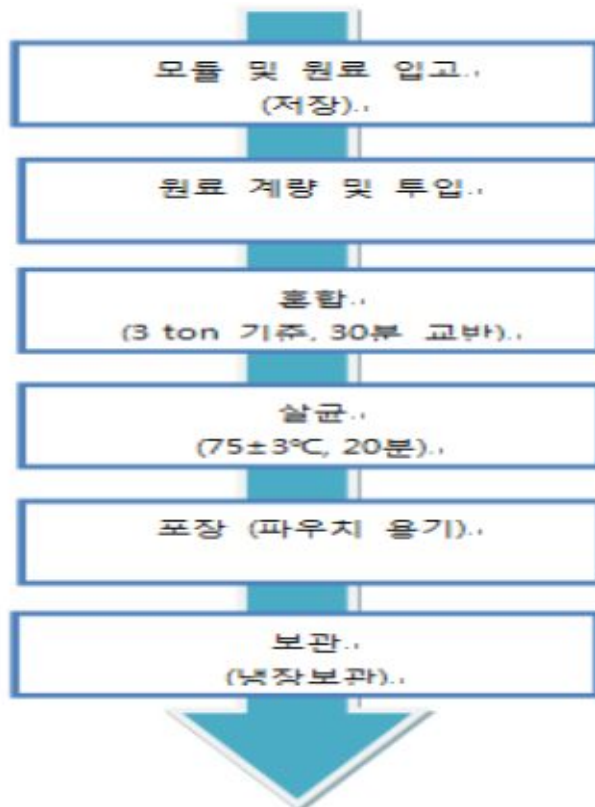 모듈 및 원료 입고
(저장)
원료 계량 및 투입
혼합
(3 ton 기준, 30분 교반)
살균
(75±3℃, 20분)
포장 (파우치 용기)
보관
(냉장보관)